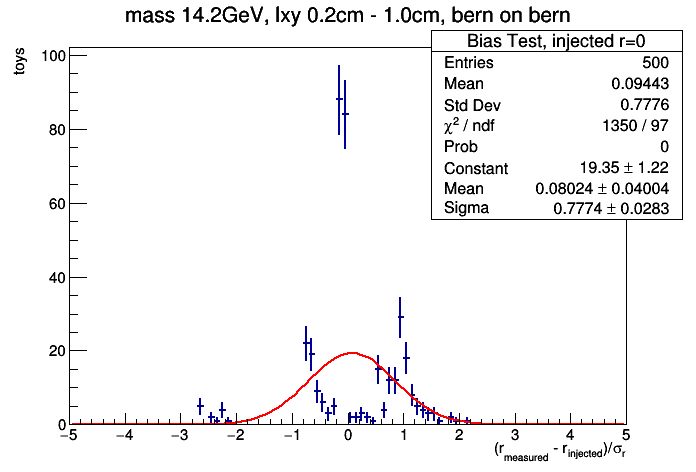 mass 14.2GeV, lxy 0.2cm - 1.0cm, bern on bern
Bias Test, injected r=0
Entries 500
Mean 0.09443
Std Dev 0.7776
χ² / ndf 1350 / 97
Prob 0
Constant 19.35 ± 1.22
Mean 0.08024 ± 0.04004
Sigma 0.7774 ± 0.0283
toys
100
80
60
40
20
0
−5 −4 −3 −2 −1 0 1 2 3 4 5
(r_measured - r_injected)/σ_r